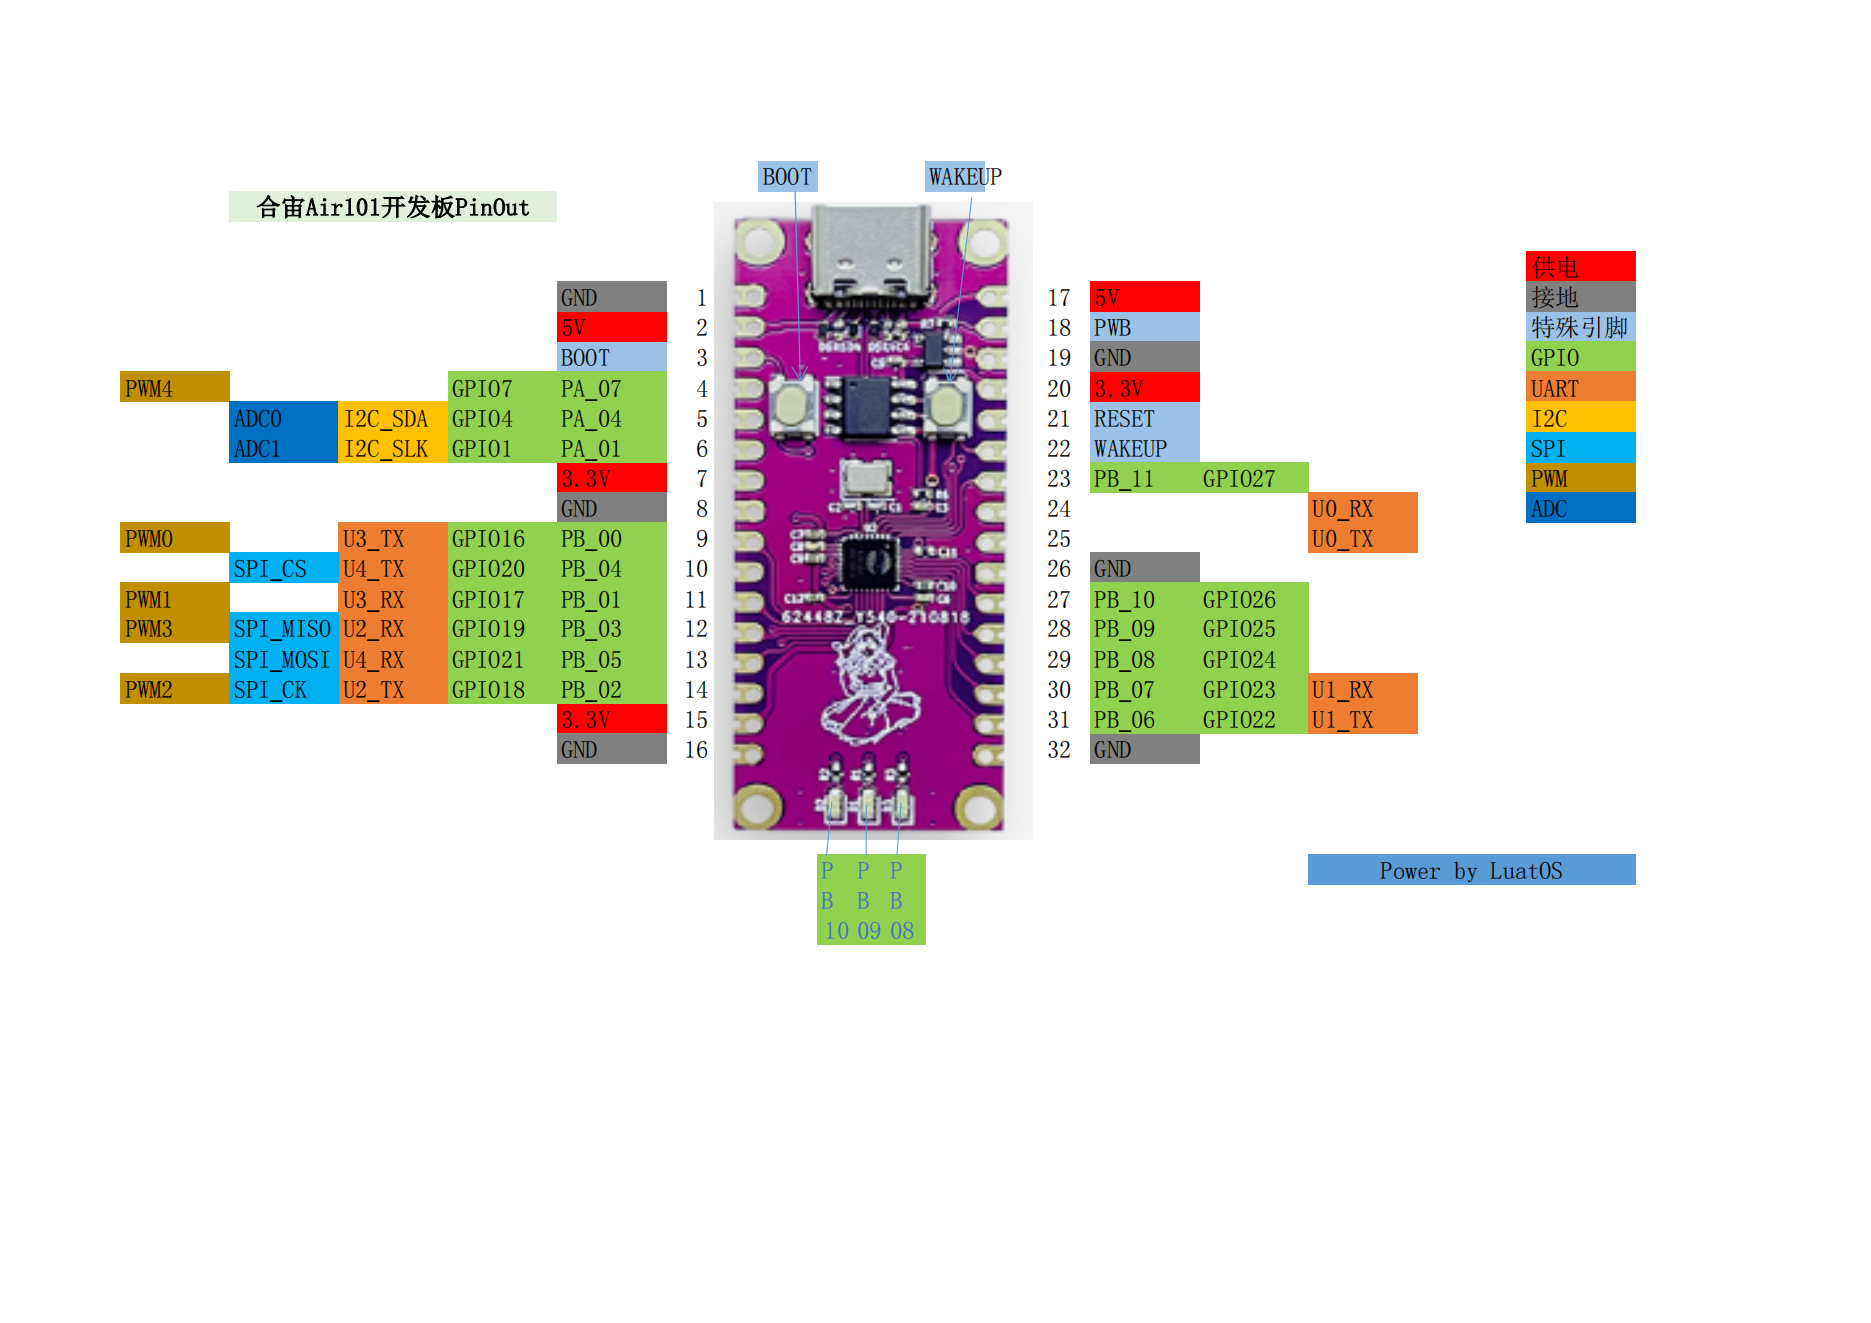 BOOT WAKEUP
合宙Air101开发板PinOut
供电
GND 1 17 5V 接地
5V 2 18 PWB 特殊引脚
BOOT 3 19 GND GPIO
PWM4 GPIO7 PA_07 4 20 3.3V UART
ADC0 I2C_SDA GPIO4 PA_04 5 21 RESET I2C
ADC1 I2C_SLK GPIO1 PA_01 6 22 WAKEUP SPI
3.3V 7 23 PB_11 GPIO27 PWM
GND 8 24 U0_RX ADC
PWM0 U3_TX GPIO16 PB_00 9 25 U0_TX
SPI_CS U4_TX GPIO20 PB_04 10 26 GND
PWM1 U3_RX GPIO17 PB_01 11 27 PB_10 GPIO26
62448Z_Y540-210818
PWM3 SPI_MISO U2_RX GPIO19 PB_03 12 28 PB_09 GPIO25
SPI_MOSI U4_RX GPIO21 PB_05 13 29 PB_08 GPIO24
PWM2 SPI_CK U2_TX GPIO18 PB_02 14 30 PB_07 GPIO23 U1_RX
3.3V 15 31 PB_06 GPIO22 U1_TX
GND 16 32 GND
P P P
B B B
10 09 08
Power by LuatOS